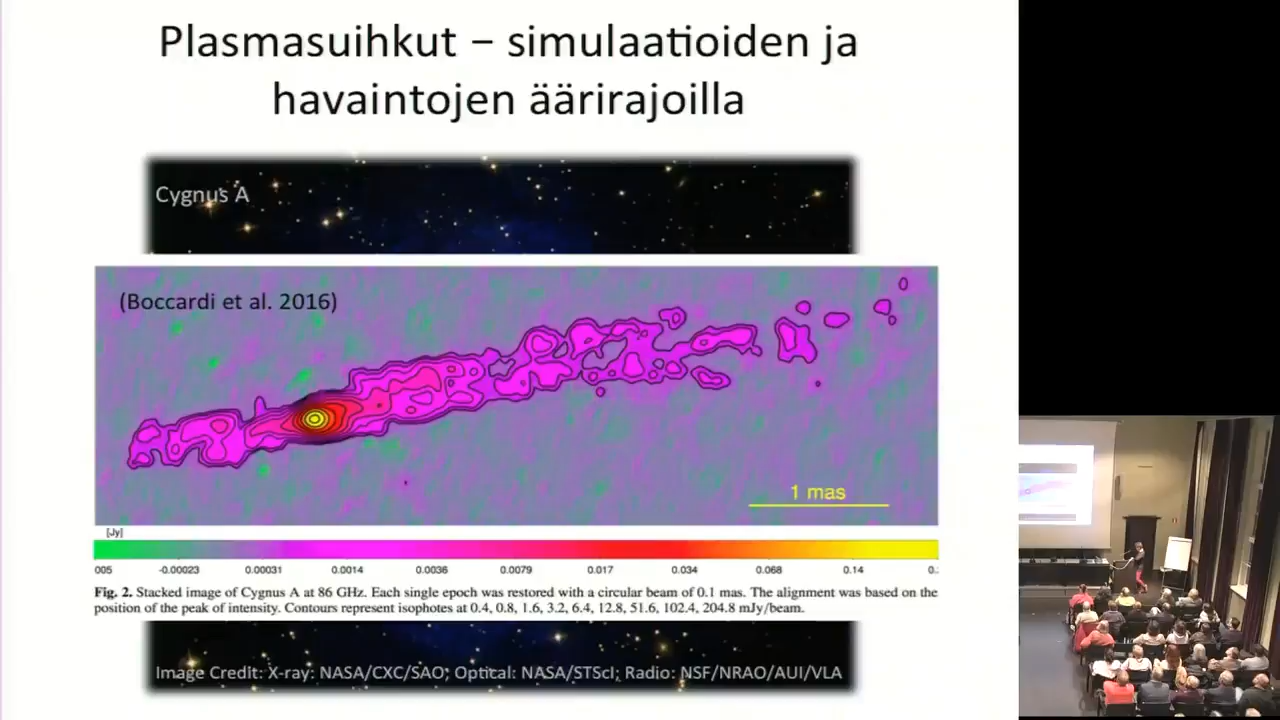 Plasmasuihkut – simulaatioiden ja
havaintojen äärirajoilla
Cygnus A
(Boccardi et al. 2016)
1 mas
[Jy]
005 -0.00023 0.00031 0.0014 0.0036 0.0079 0.017 0.034 0.068 0.14 0.
Fig. 2. Stacked image of Cygnus A at 86 GHz. Each single epoch was restored with a circular beam of 0.1 mas. The alignment was based on the
position of the peak of intensity. Contours represent isophotes at 0.4, 0.8, 1.6, 3.2, 6.4, 12.8, 51.6, 102.4, 204.8 mJy/beam.
Image Credit: X-ray: NASA/CXC/SAO; Optical: NASA/STScI; Radio: NSF/NRAO/AUI/VLA